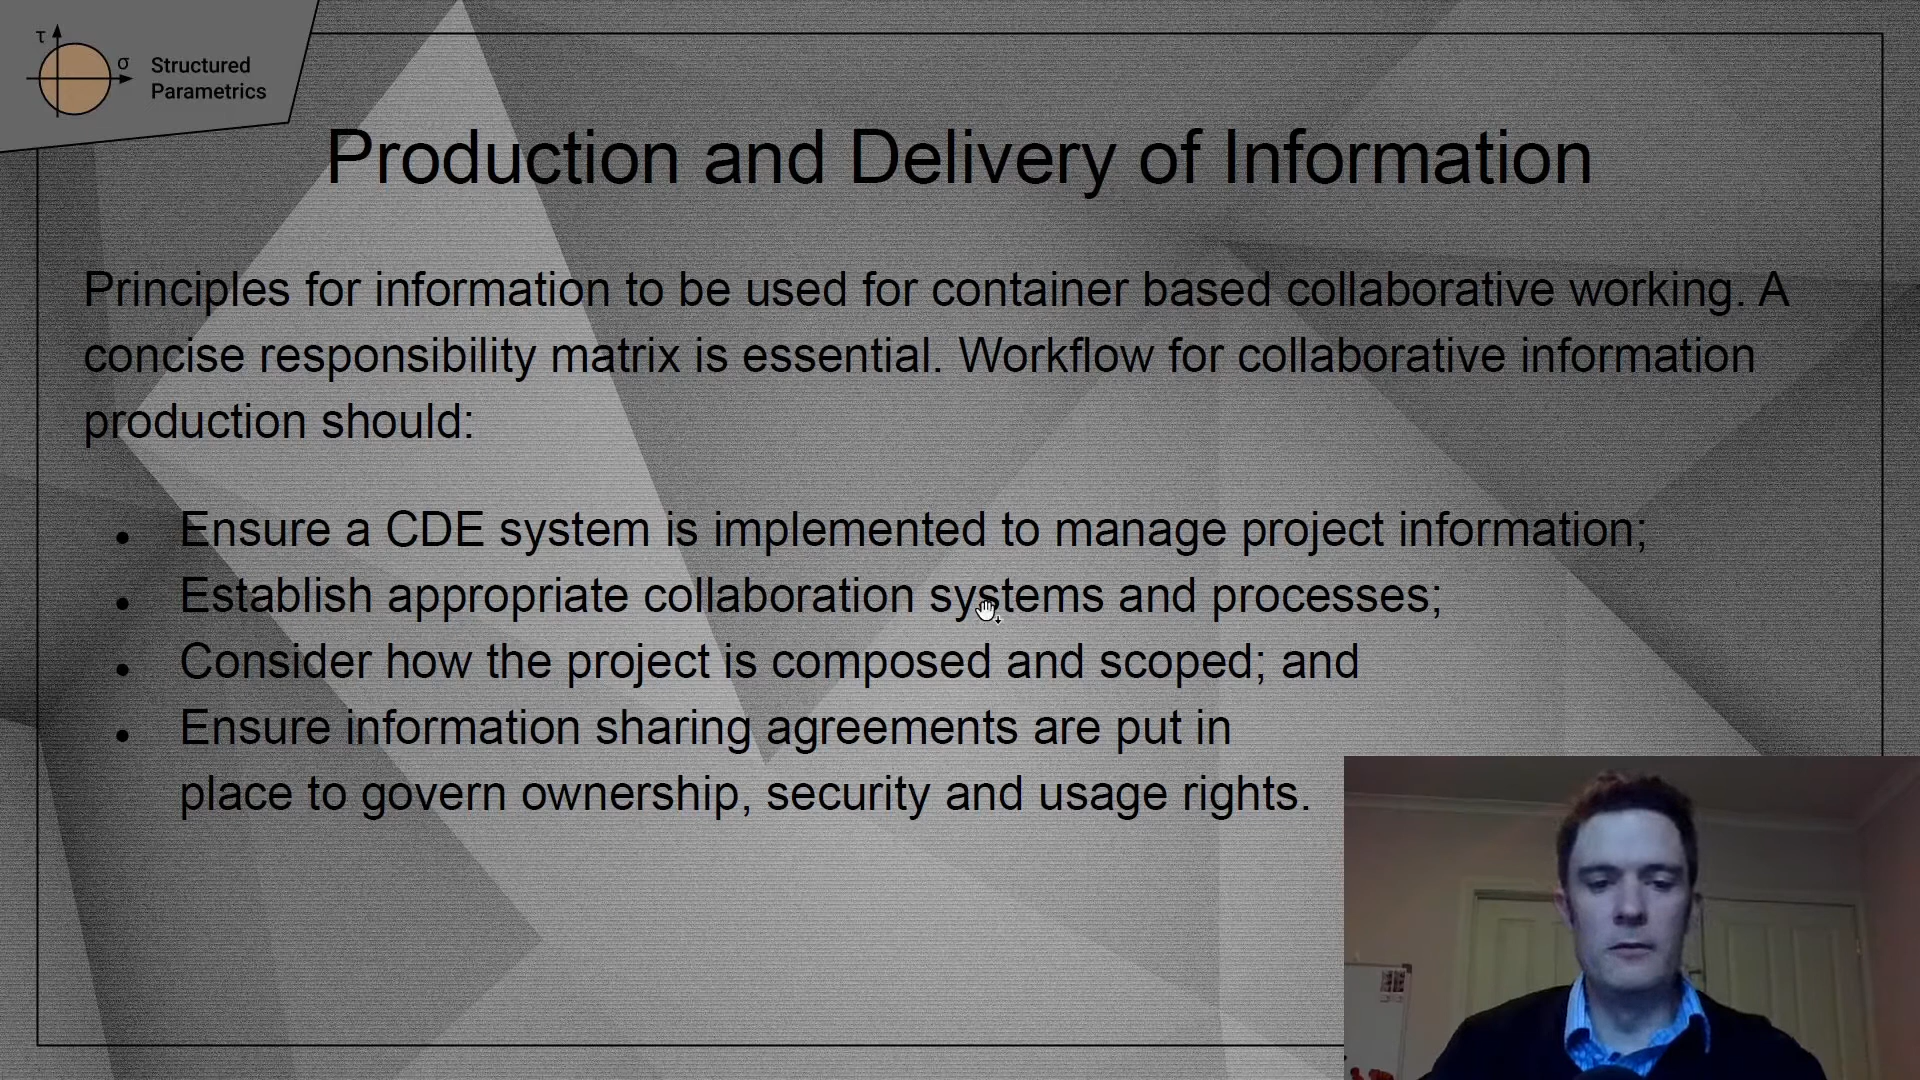 τ
σ
Structured
Parametrics
Production and Delivery of Information
Principles for information to be used for container based collaborative working. A
concise responsibility matrix is essential. Workflow for collaborative information
production should:
• Ensure a CDE system is implemented to manage project information;
• Establish appropriate collaboration systems and processes;
• Consider how the project is composed and scoped; and
• Ensure information sharing agreements are put in
place to govern ownership, security and usage rights.